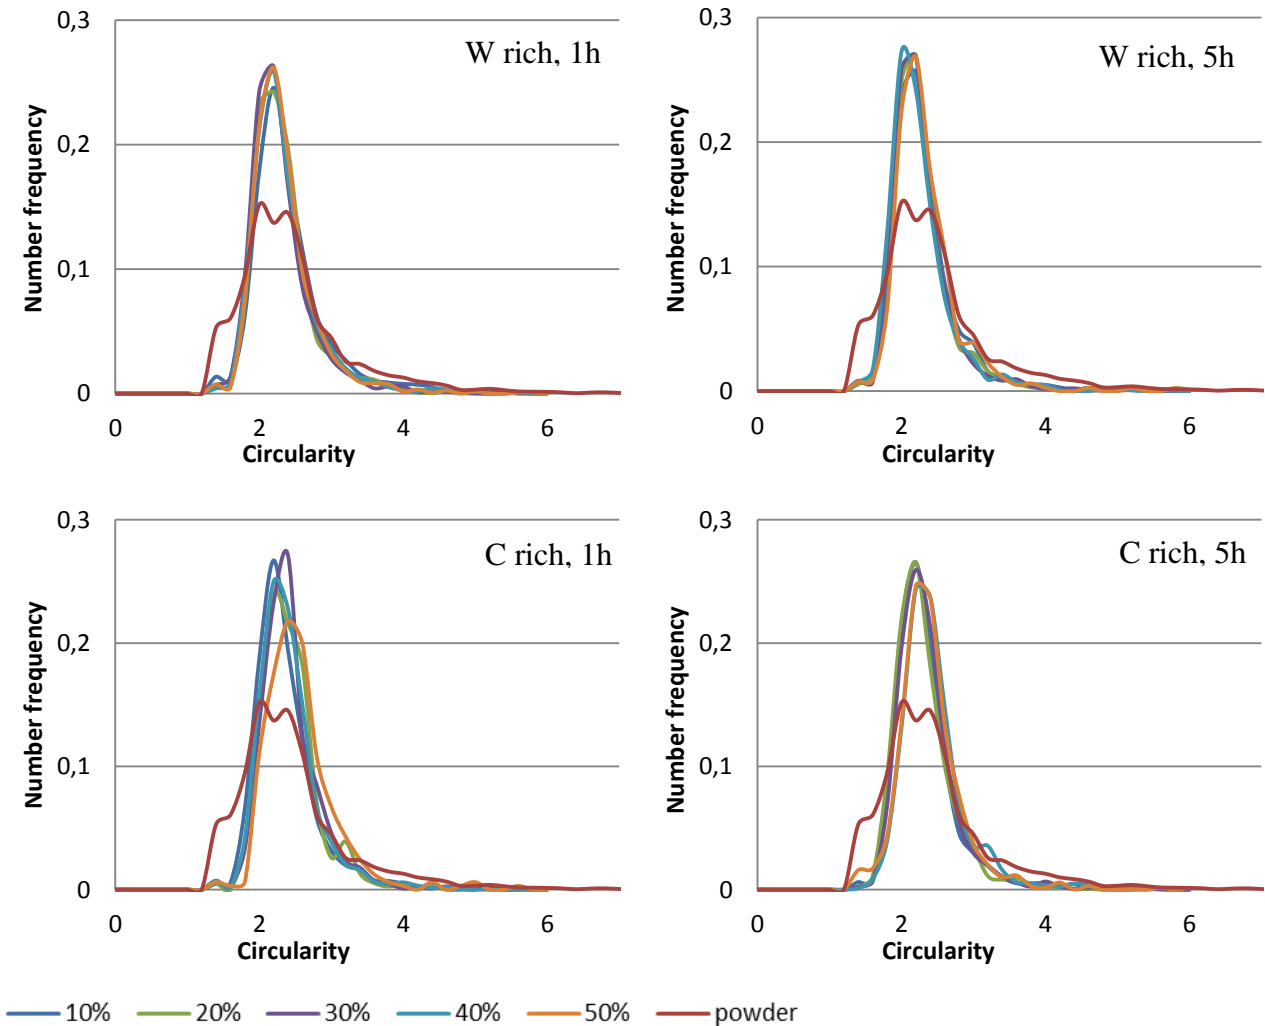 0,3
W rich, 1h
0,2
0,1
0
Number frequency
0 2 4 6
Circularity
0,3
W rich, 5h
0,2
0,1
0
Number frequency
0 2 4 6
Circularity
0,3
C rich, 1h
0,2
0,1
0
Number frequency
0 2 4 6
Circularity
0,3
C rich, 5h
0,2
0,1
0
Number frequency
0 2 4 6
Circularity
10% 20% 30% 40% 50% powder